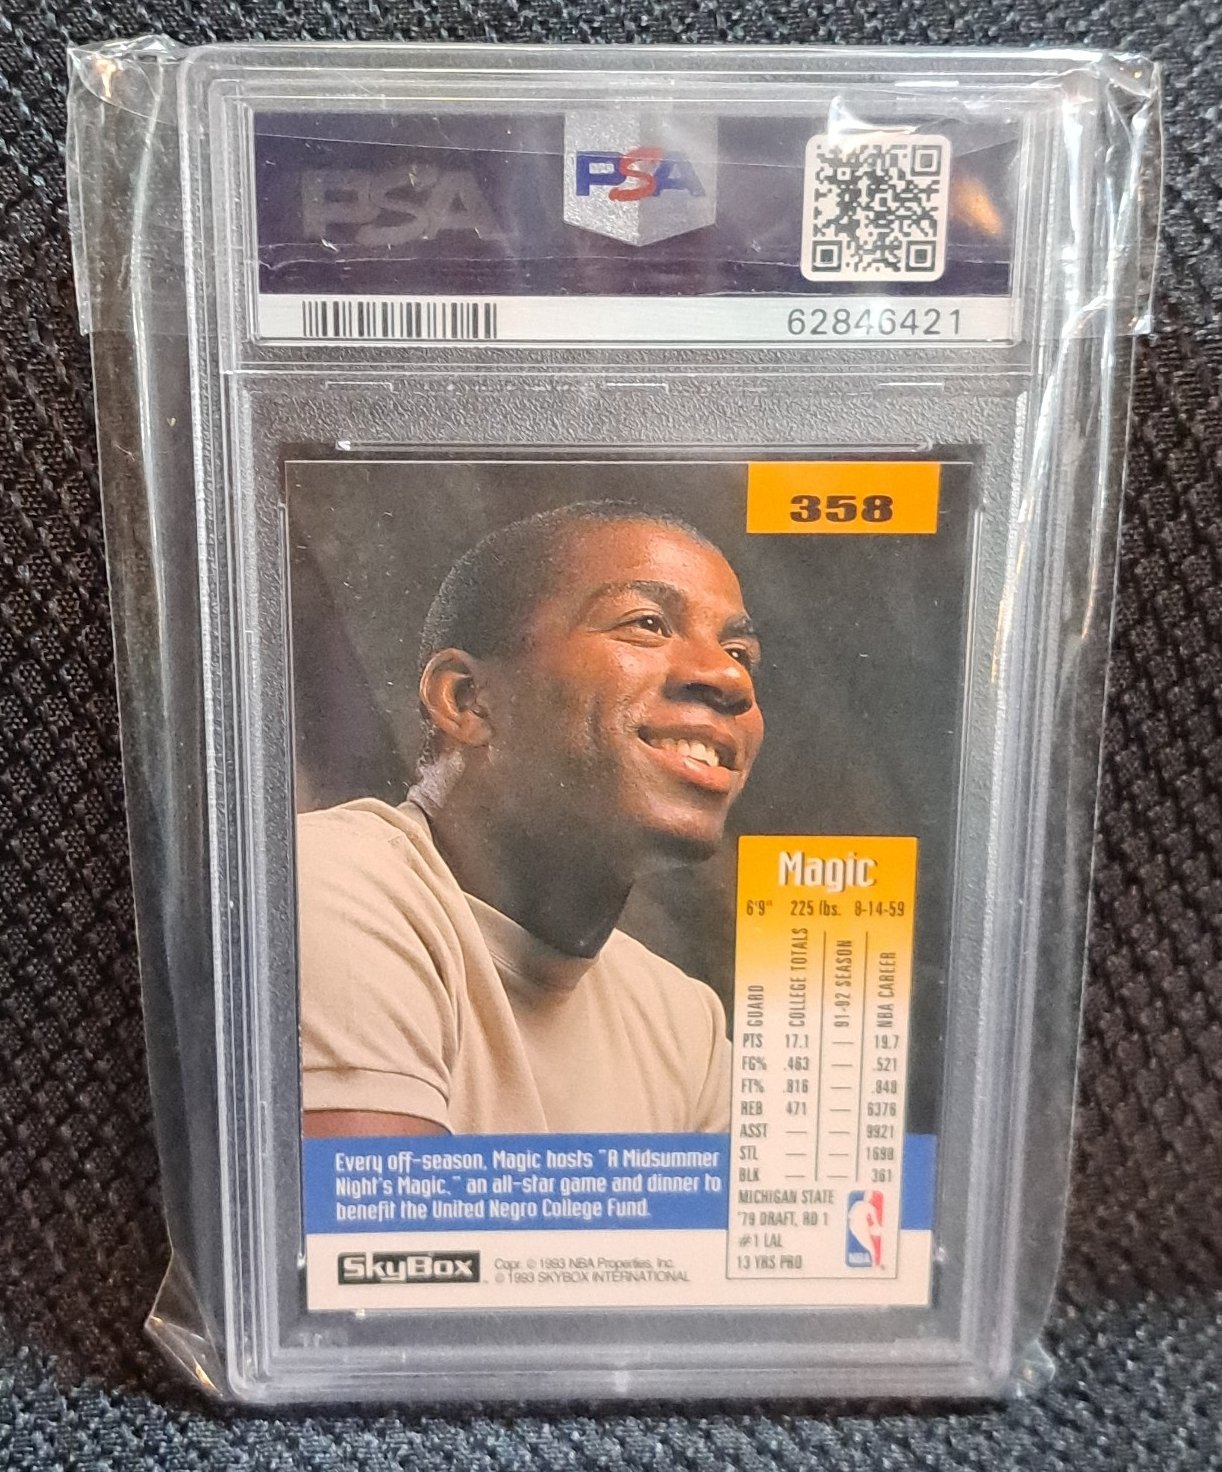 PSA
PSA
62846421
358
Magic
6'9" 225 lbs. 8-14-59
GUARD COLLEGE TOTALS 91-92 SEASON NBA CAREER
PTS 17.1 — 19.7
FG% .463 — .521
FT% .816 — .848
REB 471 — 6376
ASST — — 9921
STL — — 1698
BLK — — 361
MICHIGAN STATE
'79 DRAFT, RD 1
#1 LAL
13 YRS PRO
NBA
Every off-season, Magic hosts "A Midsummer
Night's Magic," an all-star game and dinner to
benefit the United Negro College Fund.
SkyBox
Copr. © 1993 NBA Properties, Inc.
© 1993 SKYBOX INTERNATIONAL